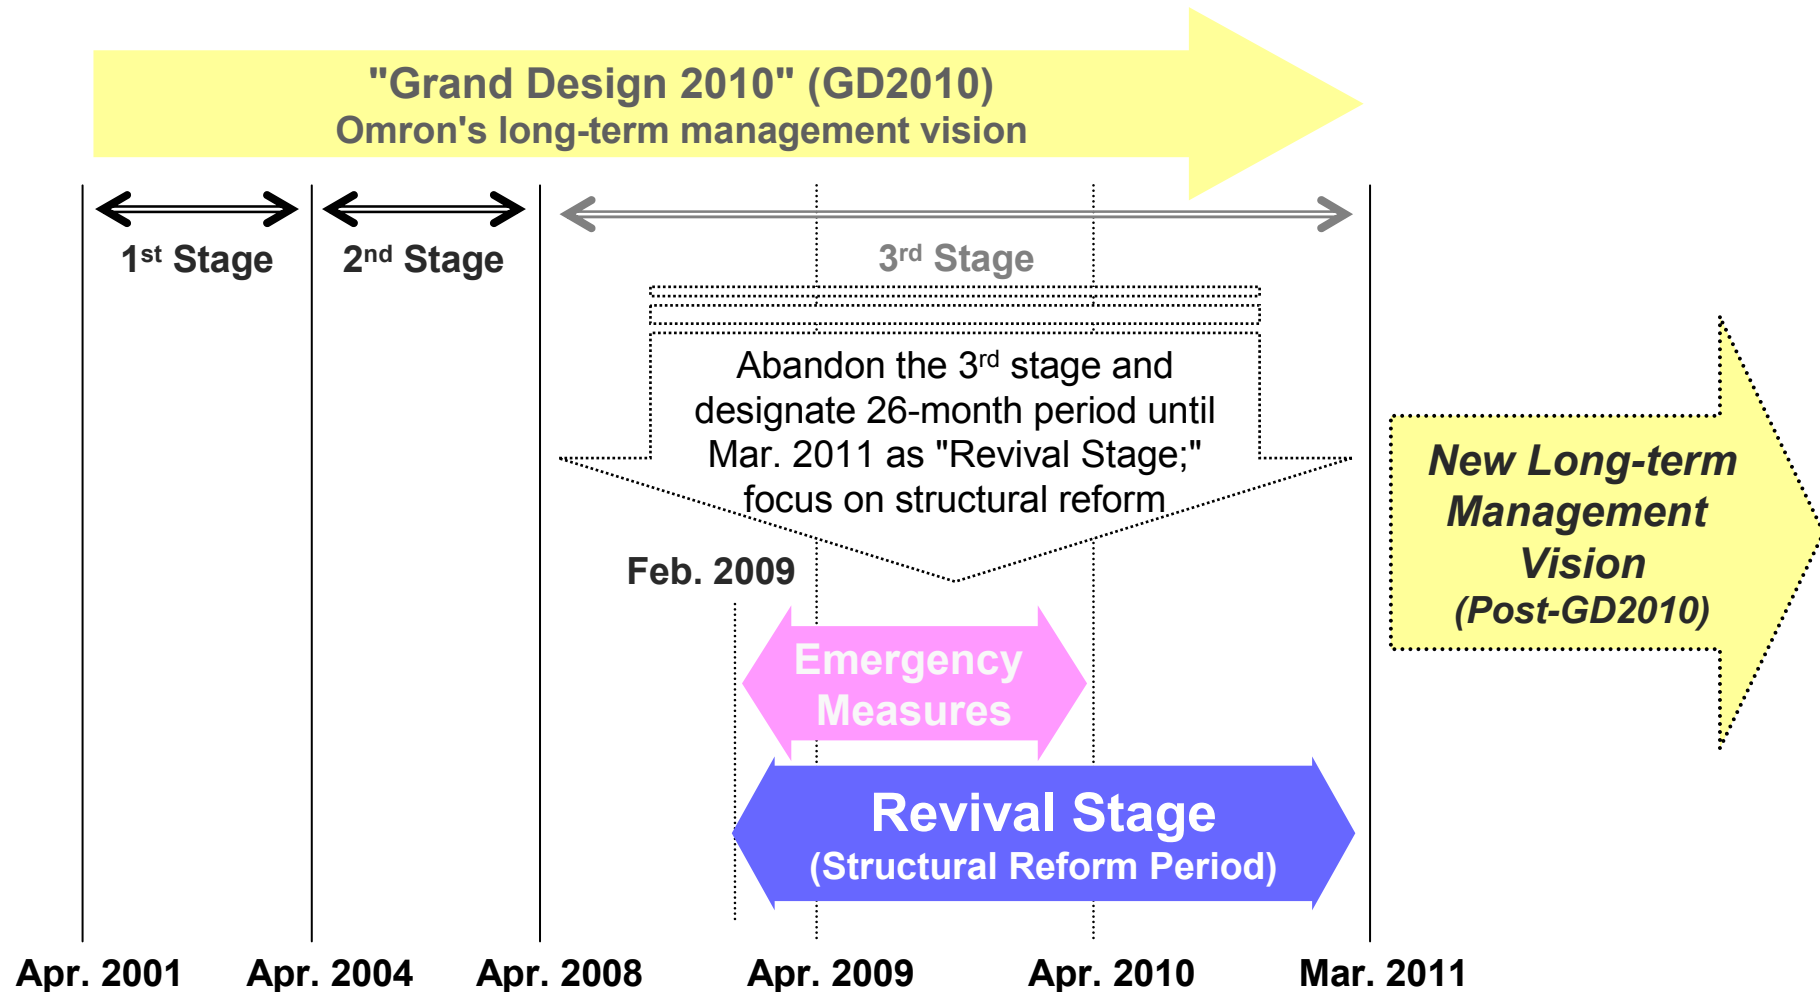 "Grand Design 2010" (GD2010)
Omron's long-term management vision
1st Stage
2nd Stage
3rd Stage
Abandon the 3rd stage and
designate 26-month period until
Mar. 2011 as "Revival Stage;"
focus on structural reform
New Long-term
Management
Vision
(Post-GD2010)
Feb. 2009
Emergency
Measures
Revival Stage
(Structural Reform Period)
Apr. 2001
Apr. 2004
Apr. 2008
Apr. 2009
Apr. 2010
Mar. 2011